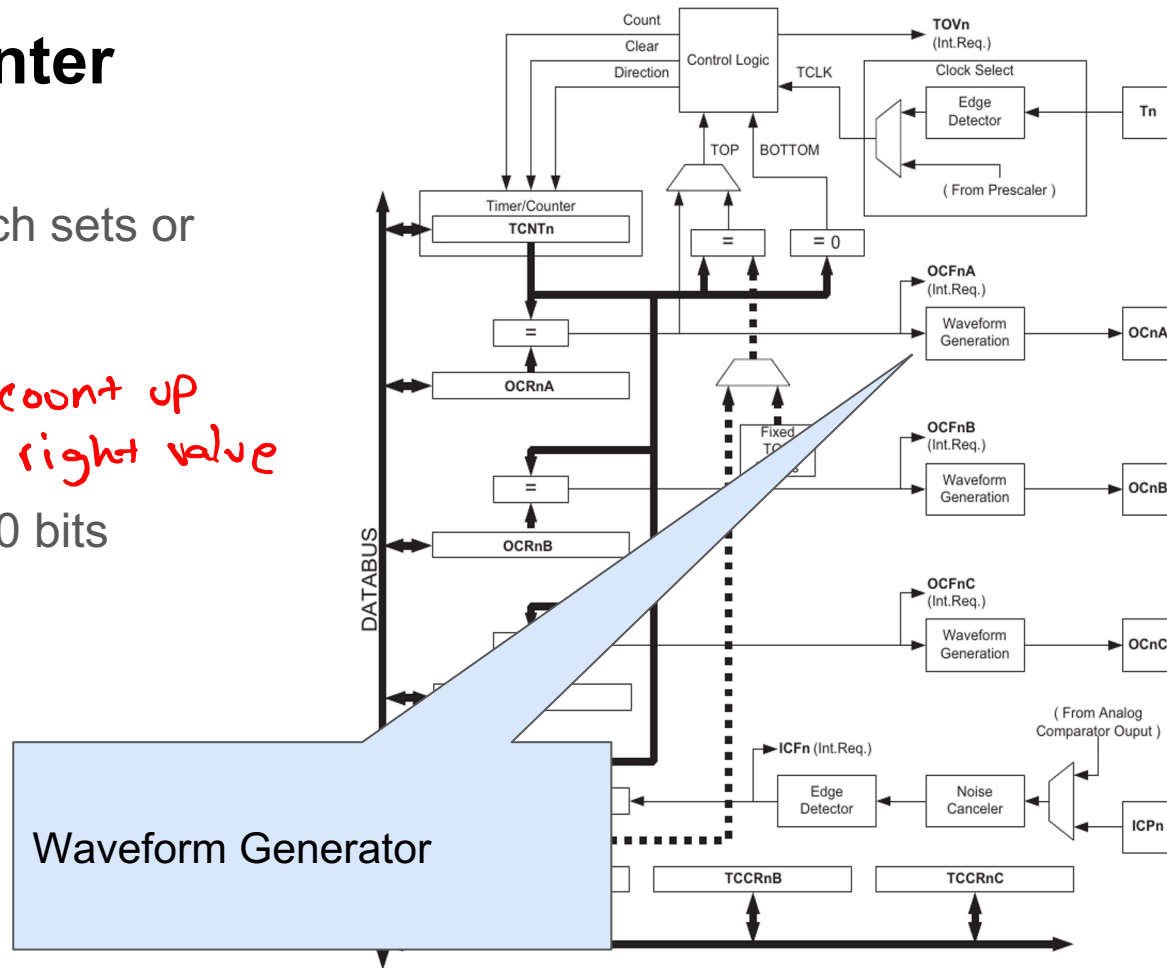 nter
ch sets or
count up
right value
0 bits
Count
Clear
Direction
Control Logic
TOVn
(Int.Req.)
TCLK
Clock Select
Edge
Detector
Tn
( From Prescaler )
TOP
BOTTOM
Timer/Counter
TCNTn
=
= 0
OCFnA
(Int.Req.)
=
Waveform
Generation
OCnA
OCRnA
Fixed
OCFnB
(Int.Req.)
=
Waveform
Generation
OCnB
OCRnB
DATABUS
OCFnC
(Int.Req.)
Waveform
Generation
OCnC
( From Analog
Comparator Ouput )
ICFn (Int.Req.)
Edge
Detector
Noise
Canceler
ICPn
Waveform Generator
TCCRnB
TCCRnC